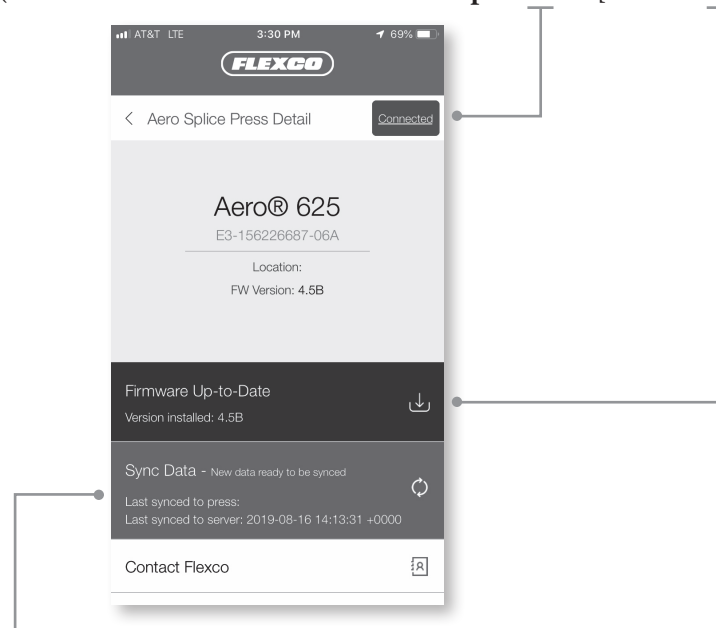 AT&T LTE 3:30 PM 69%
FLEXCO
< Aero Splice Press Detail Connected
Aero® 625
E3-156226687-06A
Location:
FW Version: 4.5B
Firmware Up-to-Date
Version installed: 4.5B
Sync Data - New data ready to be synced
Last synced to press:
Last synced to server: 2019-08-16 14:13:31 +0000
Contact Flexco